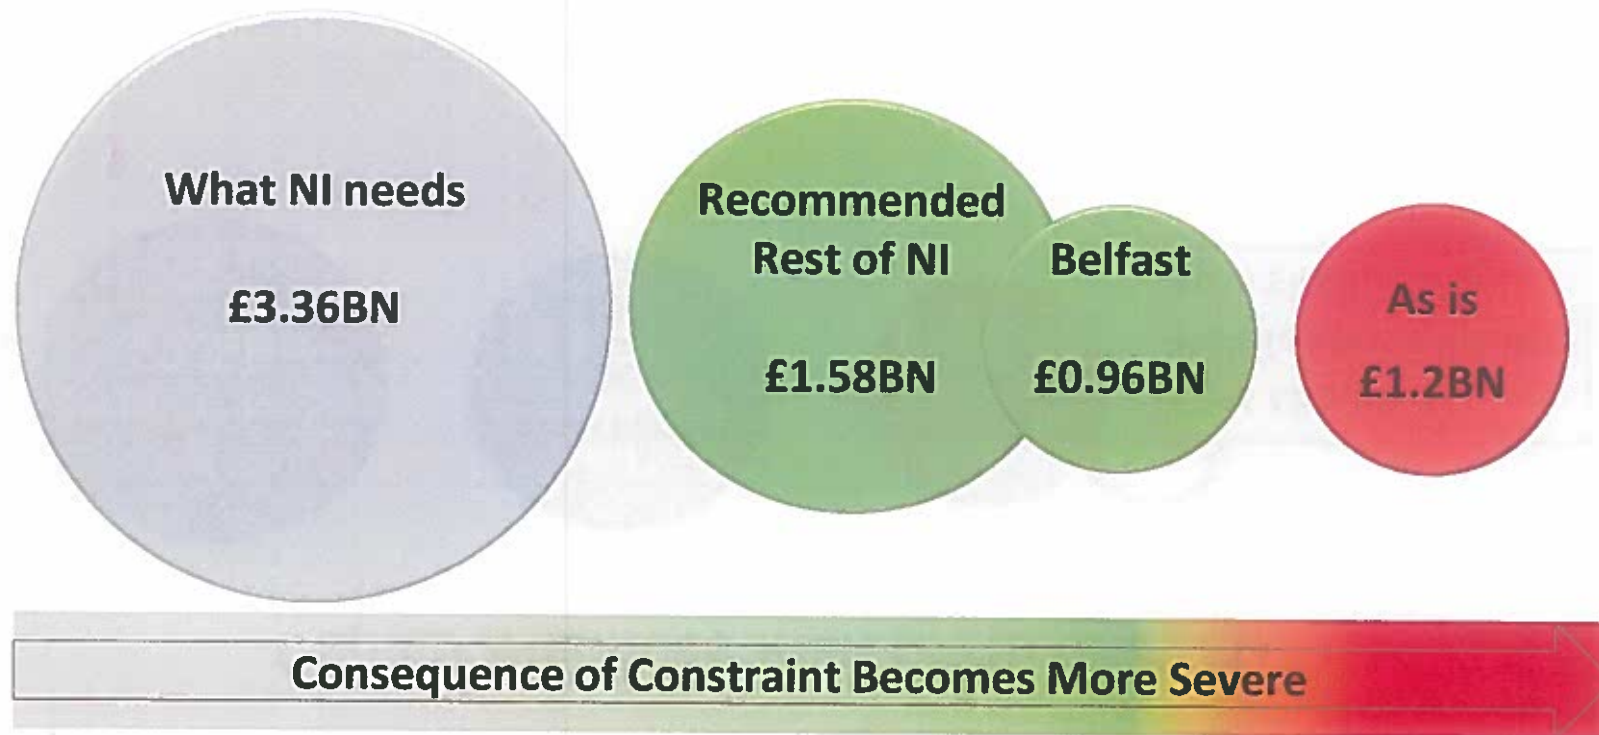 What NI needs
£3.36BN
Recommended
Rest of NI
£1.58BN
Belfast
£0.96BN
As is
£1.2BN
Consequence of Constraint Becomes More Severe